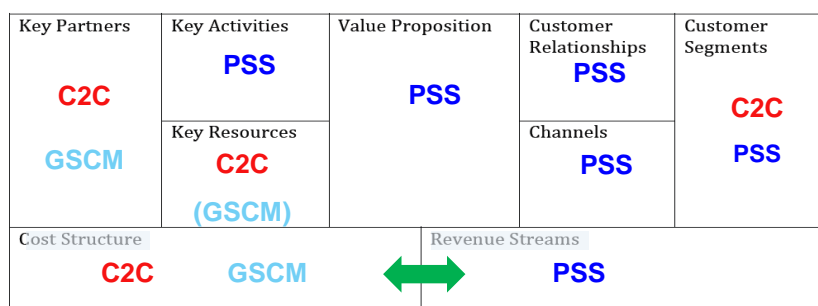 Key Partners
C2C
GSCM
Key Activities
PSS
Key Resources
C2C
(GSCM)
Value Proposition
PSS
Customer
Relationships
PSS
Channels
PSS
Customer
Segments
C2C
PSS
Cost Structure
C2C GSCM
Revenue Streams
PSS